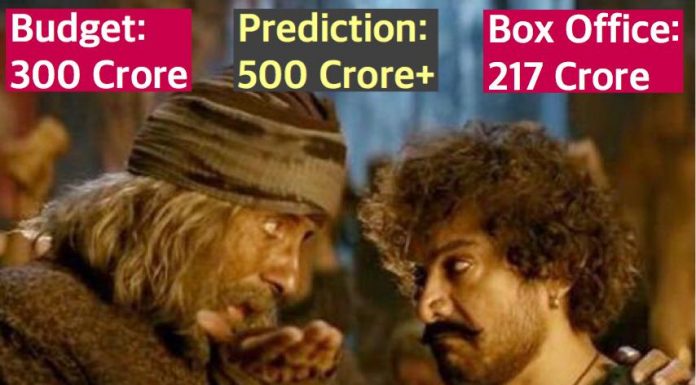 Budget:
300 Crore
Prediction:
500 Crore+
Box Office:
217 Crore